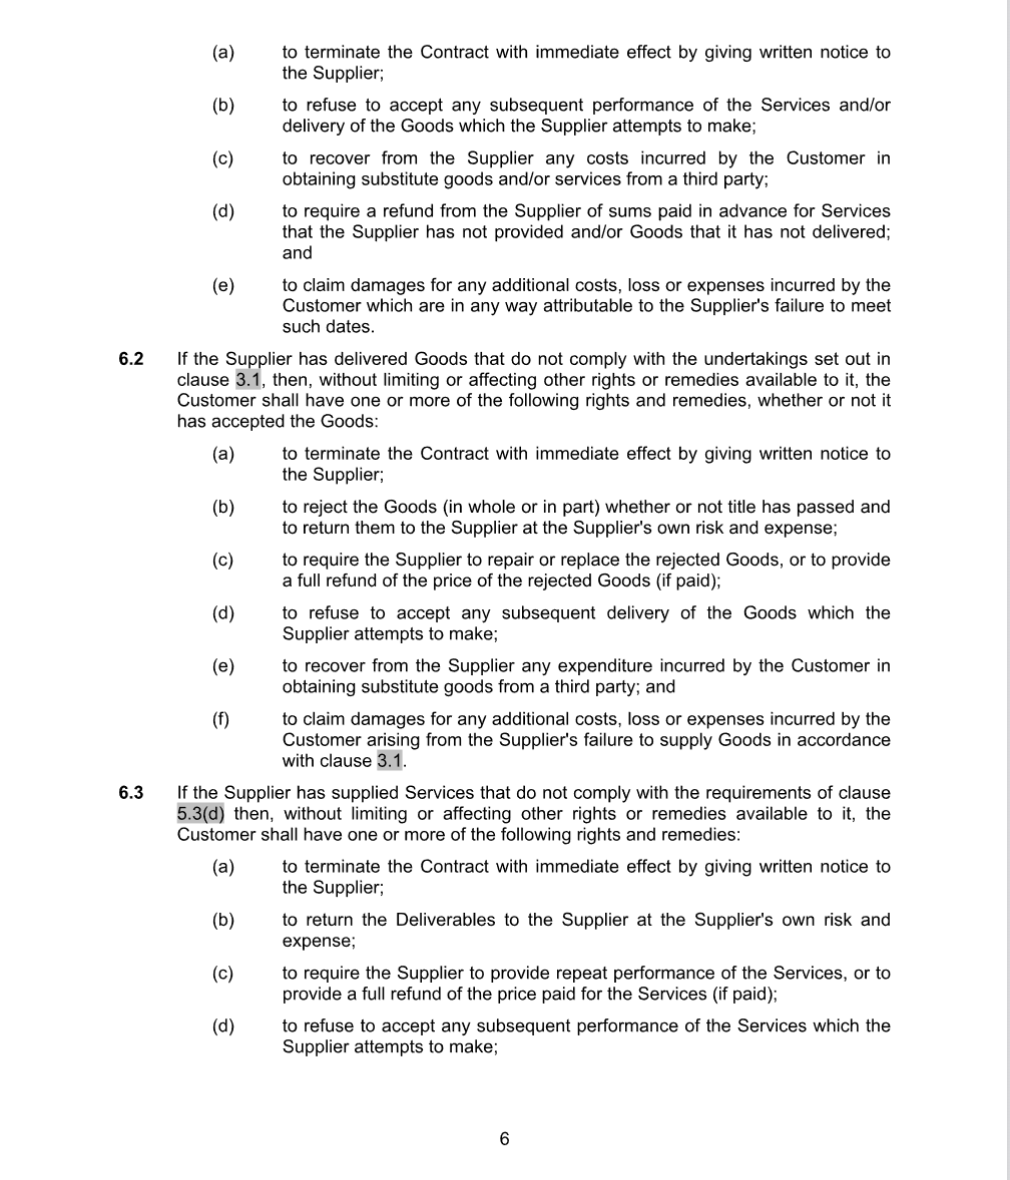 (a) to terminate the Contract with immediate effect by giving written notice to
the Supplier;
(b) to refuse to accept any subsequent performance of the Services and/or
delivery of the Goods which the Supplier attempts to make;
(c) to recover from the Supplier any costs incurred by the Customer in
obtaining substitute goods and/or services from a third party;
(d) to require a refund from the Supplier of sums paid in advance for Services
that the Supplier has not provided and/or Goods that it has not delivered;
and
(e) to claim damages for any additional costs, loss or expenses incurred by the
Customer which are in any way attributable to the Supplier's failure to meet
such dates.
6.2 If the Supplier has delivered Goods that do not comply with the undertakings set out in
clause 3.1, then, without limiting or affecting other rights or remedies available to it, the
Customer shall have one or more of the following rights and remedies, whether or not it
has accepted the Goods:
(a) to terminate the Contract with immediate effect by giving written notice to
the Supplier;
(b) to reject the Goods (in whole or in part) whether or not title has passed and
to return them to the Supplier at the Supplier's own risk and expense;
(c) to require the Supplier to repair or replace the rejected Goods, or to provide
a full refund of the price of the rejected Goods (if paid);
(d) to refuse to accept any subsequent delivery of the Goods which the
Supplier attempts to make;
(e) to recover from the Supplier any expenditure incurred by the Customer in
obtaining substitute goods from a third party; and
(f) to claim damages for any additional costs, loss or expenses incurred by the
Customer arising from the Supplier's failure to supply Goods in accordance
with clause 3.1.
6.3 If the Supplier has supplied Services that do not comply with the requirements of clause
5.3(d) then, without limiting or affecting other rights or remedies available to it, the
Customer shall have one or more of the following rights and remedies:
(a) to terminate the Contract with immediate effect by giving written notice to
the Supplier;
(b) to return the Deliverables to the Supplier at the Supplier's own risk and
expense;
(c) to require the Supplier to provide repeat performance of the Services, or to
provide a full refund of the price paid for the Services (if paid);
(d) to refuse to accept any subsequent performance of the Services which the
Supplier attempts to make;
6